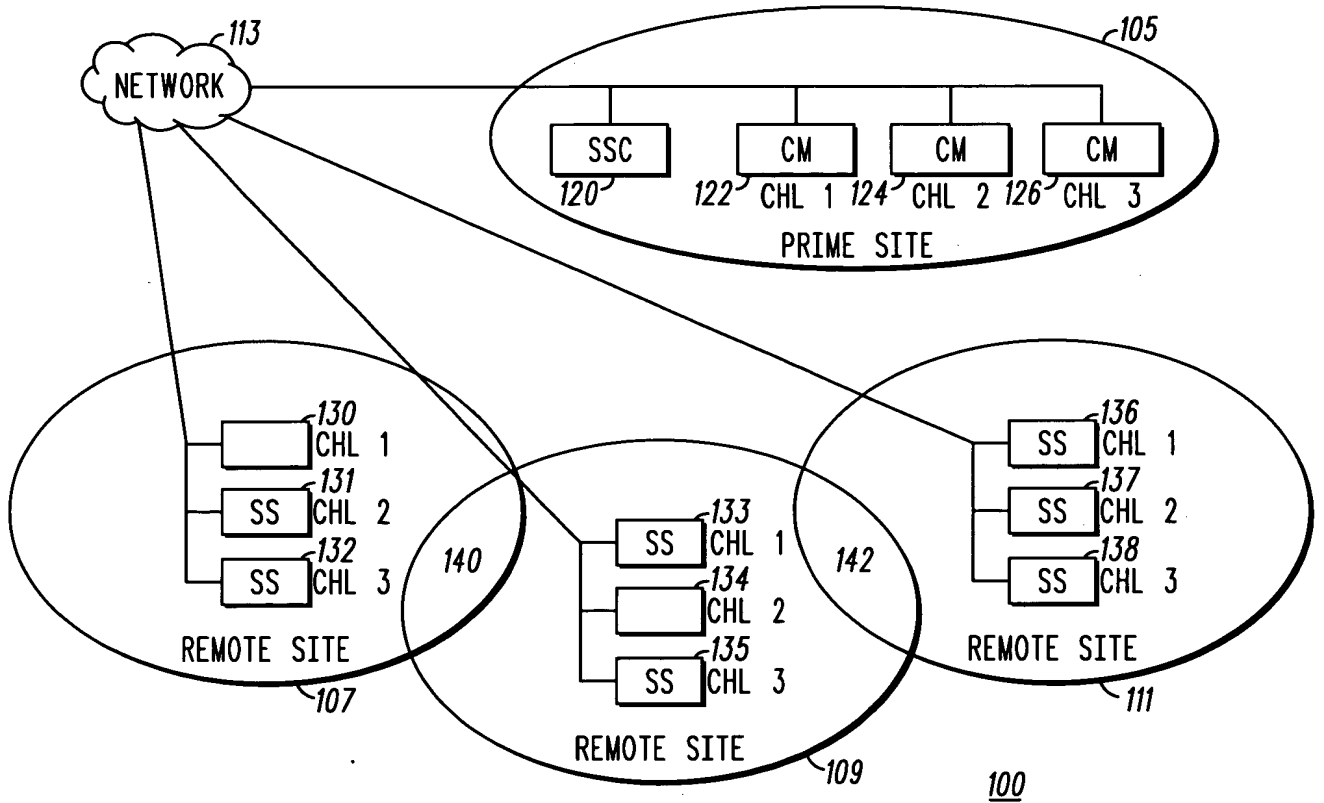 113
NETWORK
105
SSC
CM
CM
CM
120
122
CHL 1
124
CHL 2
126
CHL 3
PRIME SITE
130
CHL 1
131
SS
CHL 2
132
SS
CHL 3
REMOTE SITE
107
140
133
SS
CHL 1
134
CHL 2
135
SS
CHL 3
REMOTE SITE
109
142
136
SS
CHL 1
137
SS
CHL 2
138
SS
CHL 3
REMOTE SITE
111
100